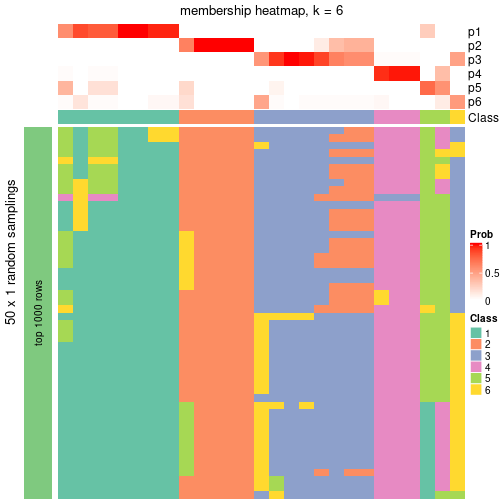 membership heatmap, k = 6
p1
p2
p3
p4
p5
p6
Class
50 x 1 random samplings
top 1000 rows
Prob
1
0.5
0
Class
1
2
3
4
5
6